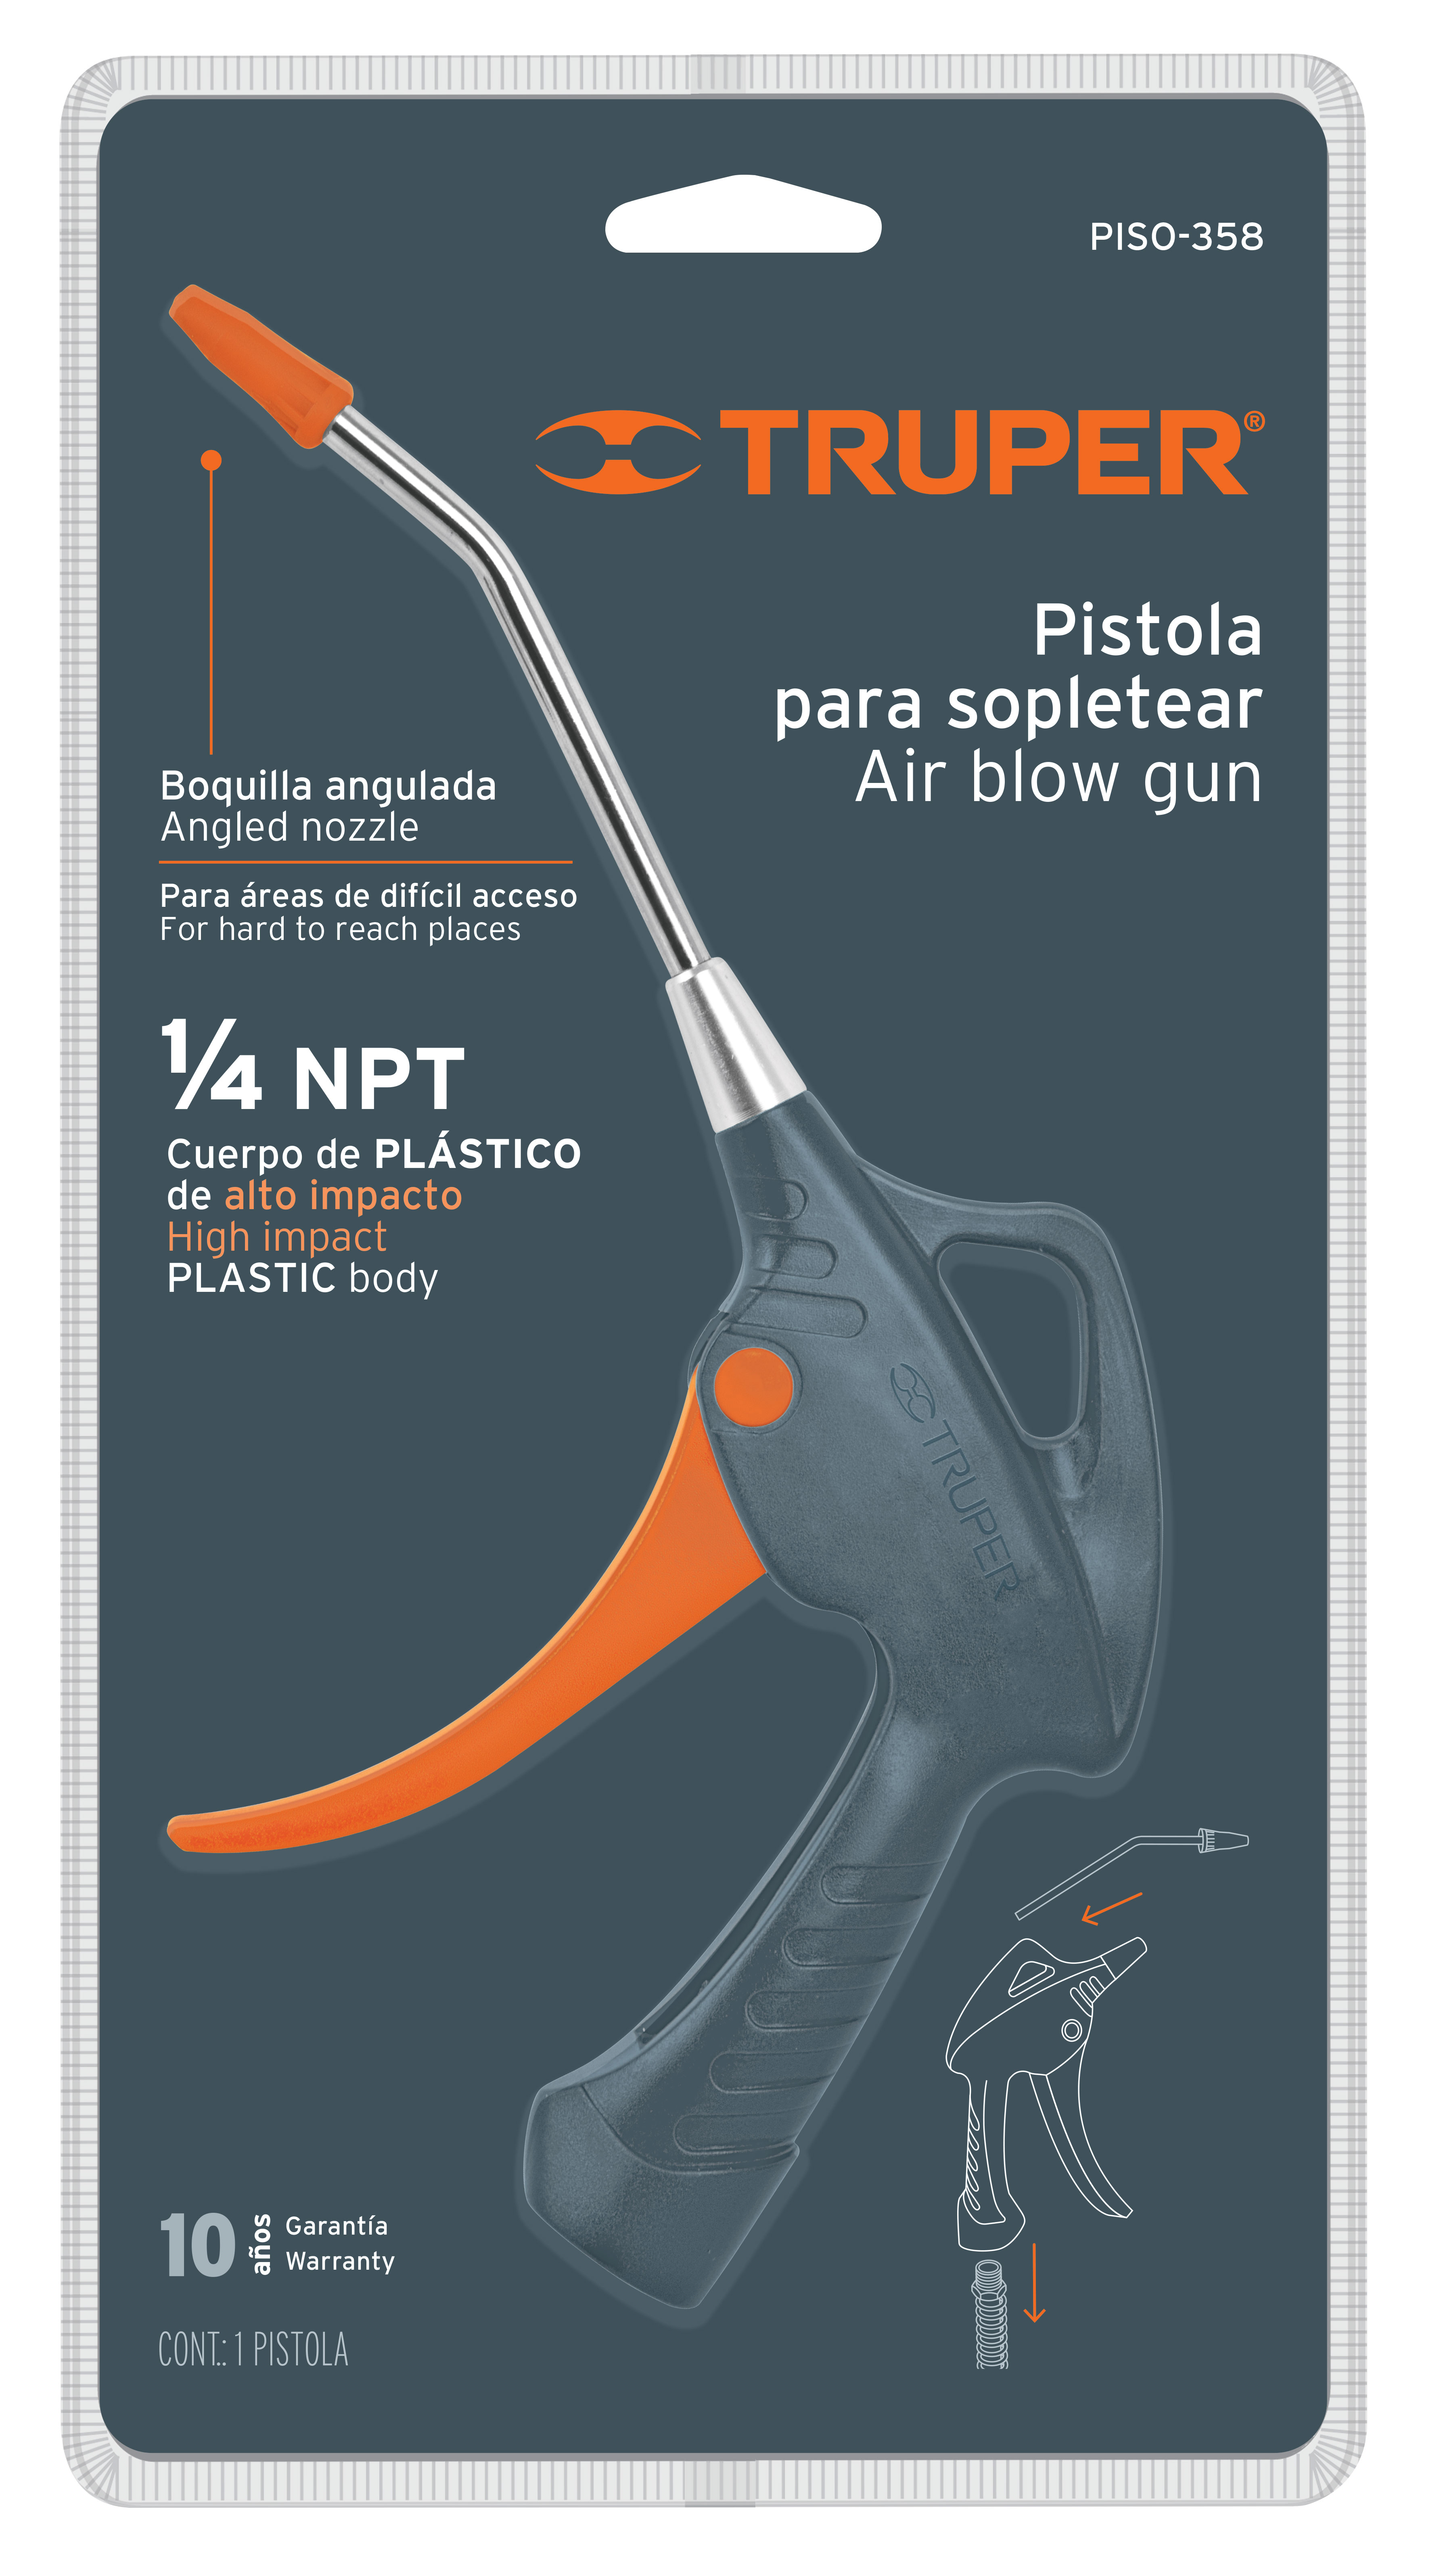 PISO-358
TRUPER®
Pistola
para sopletear
Air blow gun
Boquilla angulada
Angled nozzle
Para áreas de difícil acceso
For hard to reach places
1/4 NPT
Cuerpo de PLÁSTICO
de alto impacto
High impact
PLASTIC body
TRUPER
10 años
Garantía
Warranty
CONT.: 1 PISTOLA